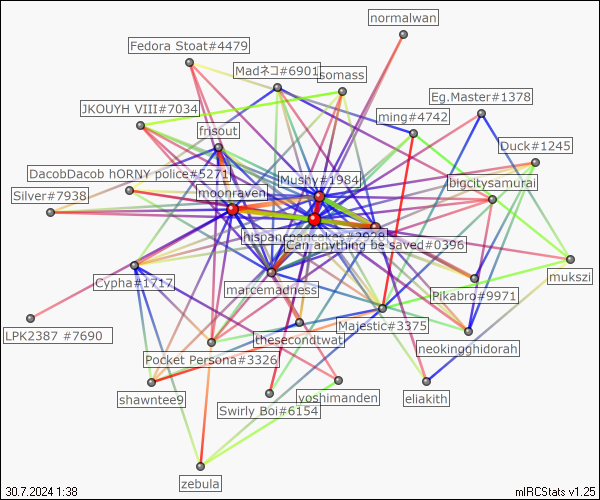 normalwan
Fedora Stoat#4479
Madネコ#6901
somass
Eg.Master#1378
JKOUYH VIII#7034
ming#4742
frisout
Duck#1245
DacobDacob hORNY police#5271
Mushy#1984
bigcitysamurai
Silver#7938
moonraven
hispanicpancakes#2928
Can anything be saved#0396
Cypha#1717
marcemadness
mukszi
Pikabro#9971
LPK2387 #7690
Majestic#3375
thesecondtwat
neokingghidorah
Pocket Persona#3326
shawntee9
yoshimanden
eliakith
Swirly Boi#6154
zebula
30.7.2024 1:38
mIRCStats v1.25